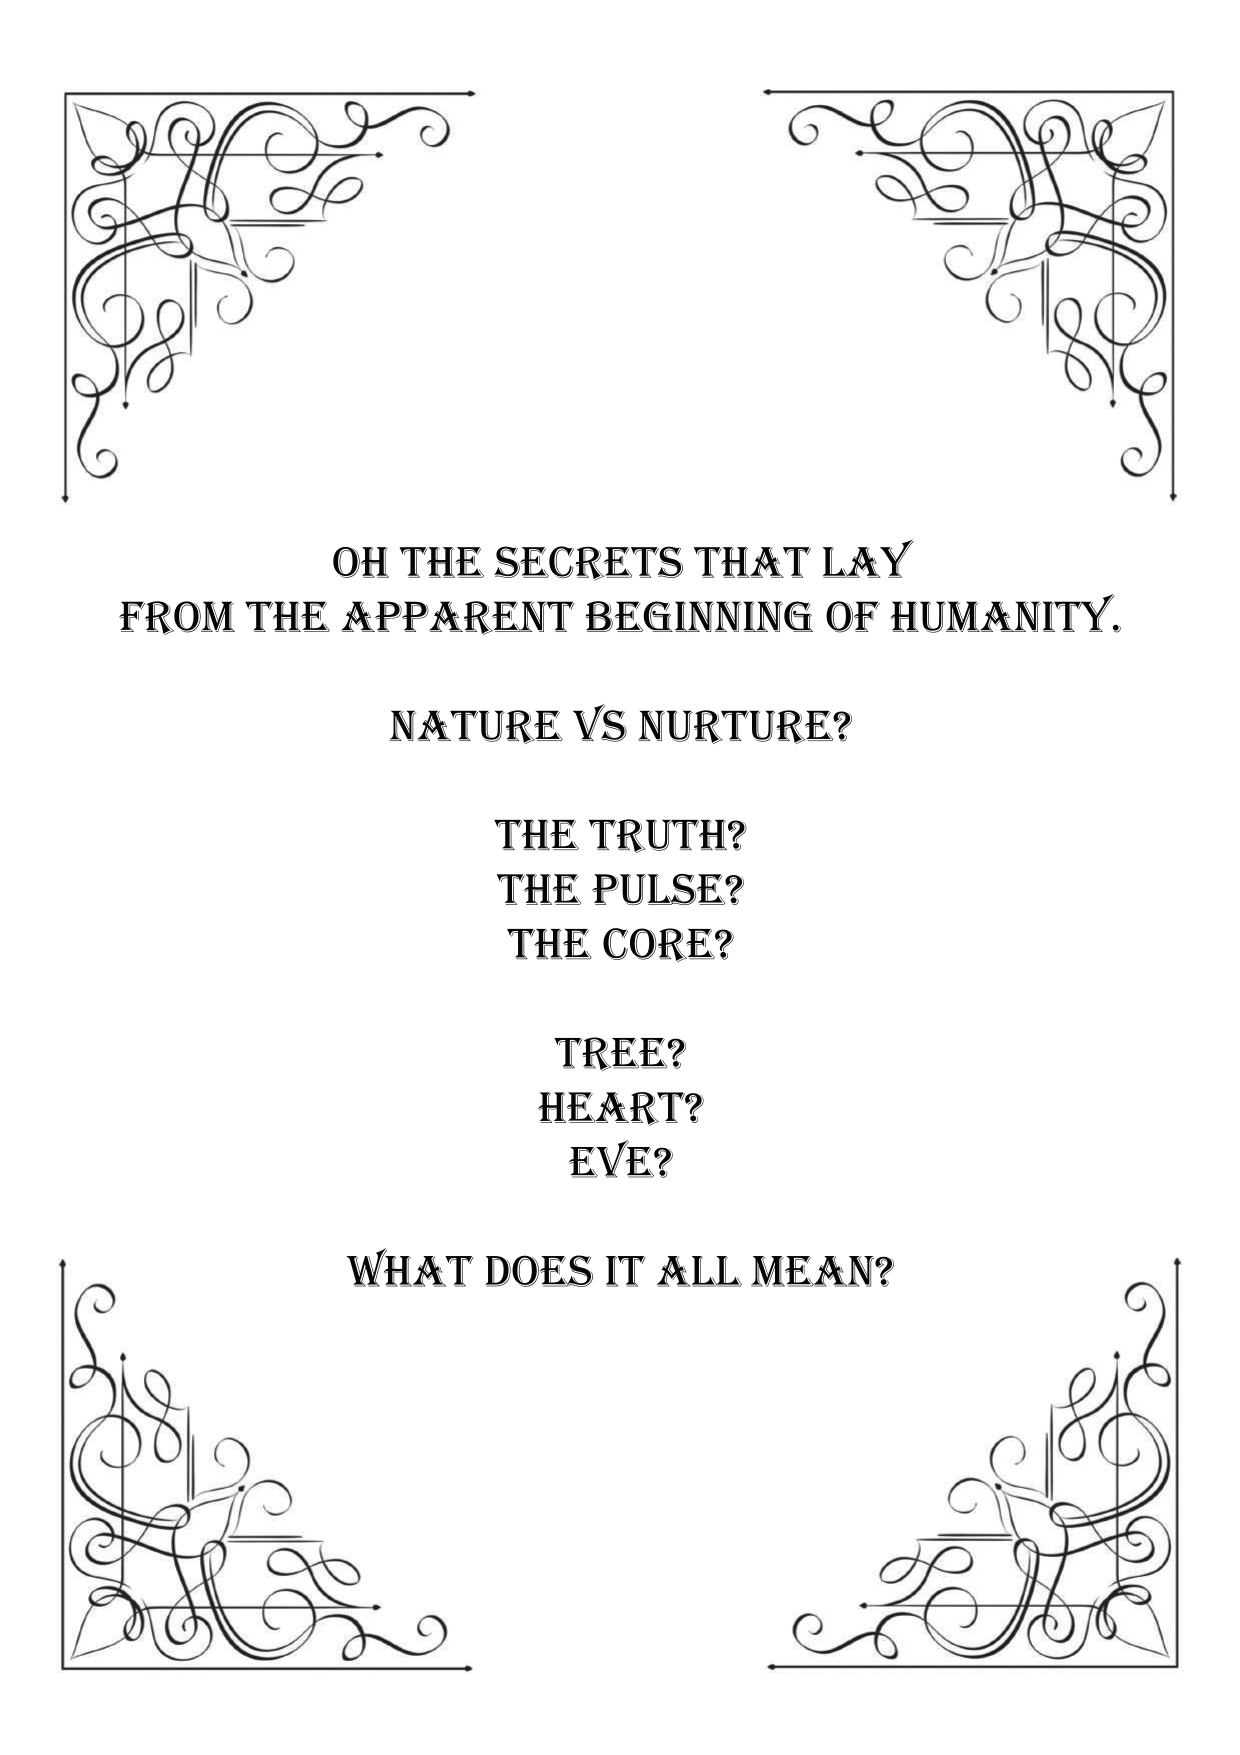 OH THE SECRETS THAT LAY
FROM THE APPARENT BEGINNING OF HUMANITY.
NATURE VS NURTURE?
THE TRUTH?
THE PULSE?
THE CORE?
TREE?
HEART?
EVE?
WHAT DOES IT ALL MEAN?